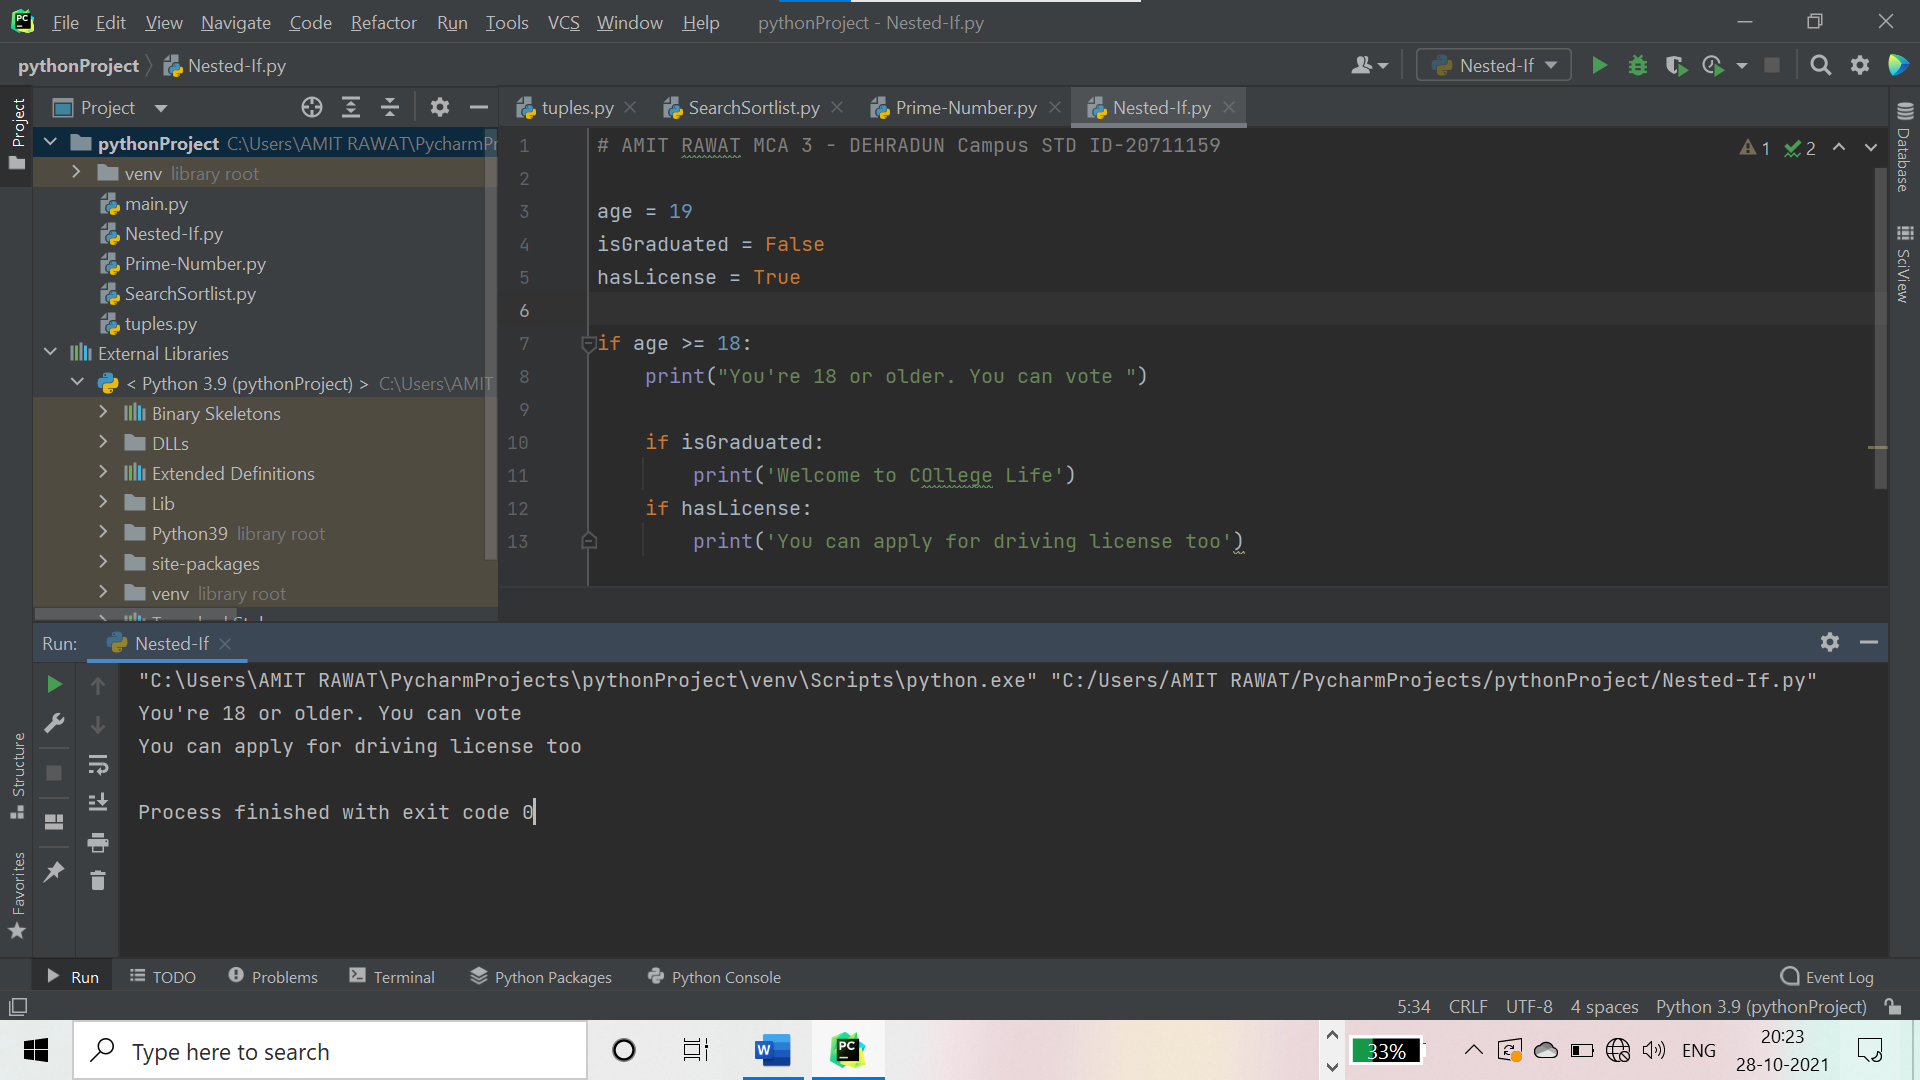 File Edit View Navigate Code Refactor Run Tools VCS Window Help pythonProject - Nested-If.py
pythonProject Nested-If.py Nested-If
Project
Project tuples.py SearchSortlist.py Prime-Number.py Nested-If.py
pythonProject C:\Users\AMIT RAWAT\PycharmPr
venv library root
main.py
Nested-If.py
Prime-Number.py
SearchSortlist.py
tuples.py
External Libraries
< Python 3.9 (pythonProject) > C:\Users\AMIT
Binary Skeletons
DLLs
Extended Definitions
Lib
Python39 library root
site-packages
venv library root
1 # AMIT RAWAT MCA 3 - DEHRADUN Campus STD ID-20711159
2
3 age = 19
4 isGraduated = False
5 hasLicense = True
6
7 if age >= 18:
8 print("You're 18 or older. You can vote ")
9
10 if isGraduated:
11 print('Welcome to COllege Life')
12 if hasLicense:
13 print('You can apply for driving license too')
1 2
Database
SciView
Run: Nested-If
"C:\Users\AMIT RAWAT\PycharmProjects\pythonProject\venv\Scripts\python.exe" "C:/Users/AMIT RAWAT/PycharmProjects/pythonProject/Nested-If.py"
You're 18 or older. You can vote
You can apply for driving license too
Process finished with exit code 0
Structure
Favorites
Run TODO Problems Terminal Python Packages Python Console Event Log
5:34 CRLF UTF-8 4 spaces Python 3.9 (pythonProject)
Type here to search
33%
ENG
20:23
28-10-2021